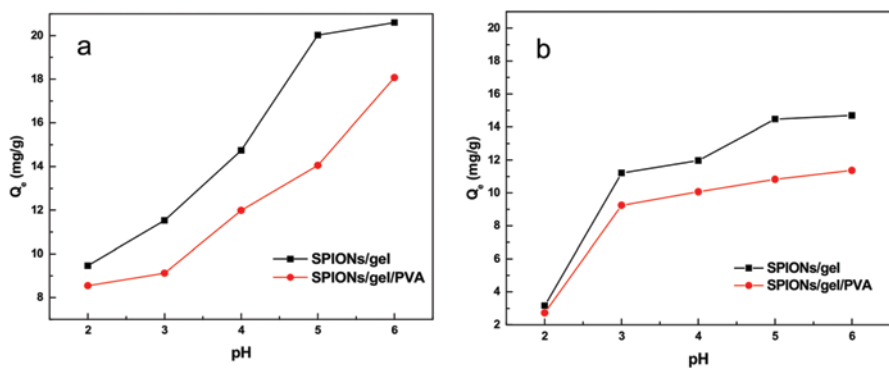 a
20
18
16
14
12
10
8
Qe (mg/g)
2 3 4 5 6
pH
SPIONs/gel
SPIONs/gel/PVA
b
20
18
16
14
12
10
8
6
4
2
Qe (mg/g)
2 3 4 5 6
pH
SPIONs/gel
SPIONs/gel/PVA